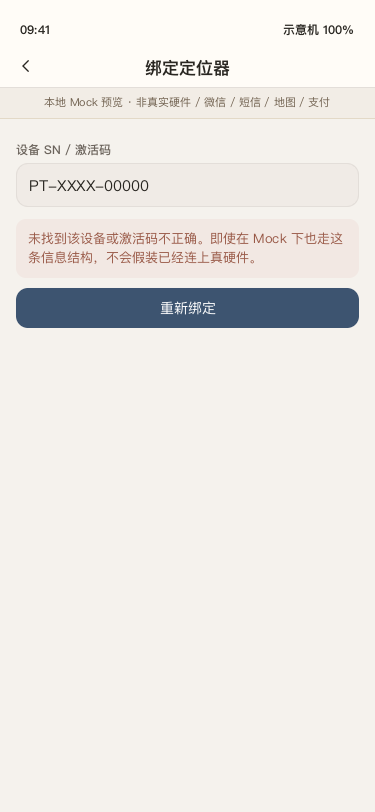 09:41
示意机 100%
绑定定位器
本地 Mock 预览 · 非真实硬件 / 微信 / 短信 / 地图 / 支付
设备 SN / 激活码
PT-XXXX-00000
未找到该设备或激活码不正确。即使在 Mock 下也走这
条信息结构，不会假装已经连上真硬件。
重新绑定